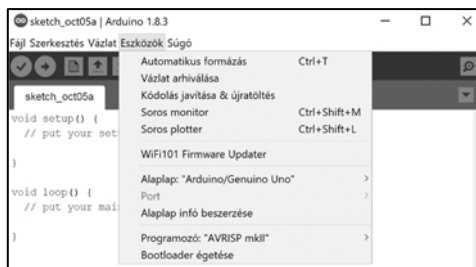 sketch_oct05a | Arduino 1.8.3
Fájl Szerkesztés Vázlat Eszközök Súgó
Automatikus formázás Ctrl+T
Vázlat arhiválása
Kódolás javítása & újratöltés
Soros monitor Ctrl+Shift+M
Soros plotter Ctrl+Shift+L
WiFi101 Firmware Updater
Alaplap: "Arduino/Genuino Uno"
Port
Alaplap infó beszerzése
Programozó: "AVRISP mkII"
Bootloader égetése
sketch_oct05a
void setup() {
// put your set
}
void loop() {
// put your mai
}